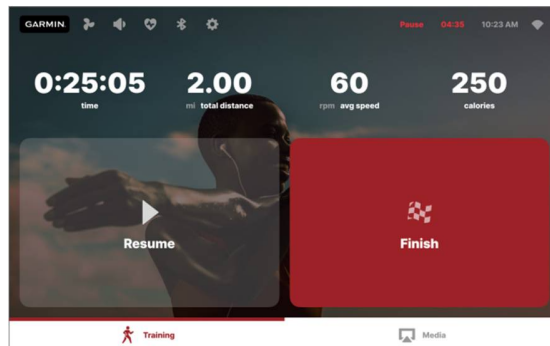 GARMIN.
Pause 04:35 10:23 AM
0:25:05 2.00 60 250
time mi total distance rpm avg speed calories
Resume
Finish
Training
Media